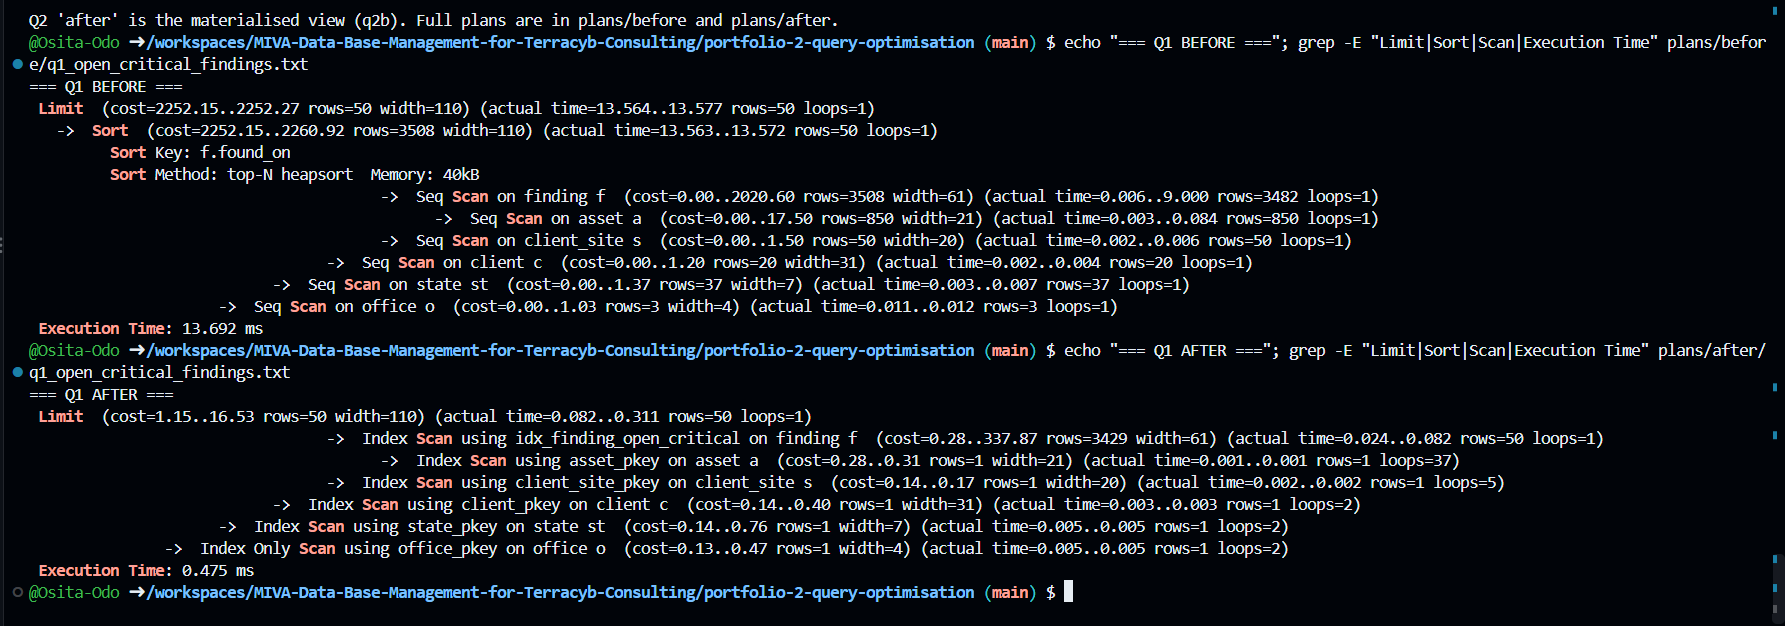 Q2 'after' is the materialised view (q2b). Full plans are in plans/before and plans/after.
@Osita-Odo ➜/workspaces/MIVA-Data-Base-Management-for-Terracyb-Consulting/portfolio-2-query-optimisation (main) $ echo "=== Q1 BEFORE ==="; grep -E "Limit|Sort|Scan|Execution Time" plans/befor
e/q1_open_critical_findings.txt
=== Q1 BEFORE ===
Limit  (cost=2252.15..2252.27 rows=50 width=110) (actual time=13.564..13.577 rows=50 loops=1)
->  Sort  (cost=2252.15..2260.92 rows=3508 width=110) (actual time=13.563..13.572 rows=50 loops=1)
Sort Key: f.found_on
Sort Method: top-N heapsort  Memory: 40kB
->  Seq Scan on finding f  (cost=0.00..2020.60 rows=3508 width=61) (actual time=0.006..9.000 rows=3482 loops=1)
->  Seq Scan on asset a  (cost=0.00..17.50 rows=850 width=21) (actual time=0.003..0.084 rows=850 loops=1)
->  Seq Scan on client_site s  (cost=0.00..1.50 rows=50 width=20) (actual time=0.002..0.006 rows=50 loops=1)
->  Seq Scan on client c  (cost=0.00..1.20 rows=20 width=31) (actual time=0.002..0.004 rows=20 loops=1)
->  Seq Scan on state st  (cost=0.00..1.37 rows=37 width=7) (actual time=0.003..0.007 rows=37 loops=1)
->  Seq Scan on office o  (cost=0.00..1.03 rows=3 width=4) (actual time=0.011..0.012 rows=3 loops=1)
Execution Time: 13.692 ms
@Osita-Odo ➜/workspaces/MIVA-Data-Base-Management-for-Terracyb-Consulting/portfolio-2-query-optimisation (main) $ echo "=== Q1 AFTER ==="; grep -E "Limit|Sort|Scan|Execution Time" plans/after/
q1_open_critical_findings.txt
=== Q1 AFTER ===
Limit  (cost=1.15..16.53 rows=50 width=110) (actual time=0.082..0.311 rows=50 loops=1)
->  Index Scan using idx_finding_open_critical on finding f  (cost=0.28..337.87 rows=3429 width=61) (actual time=0.024..0.082 rows=50 loops=1)
->  Index Scan using asset_pkey on asset a  (cost=0.28..0.31 rows=1 width=21) (actual time=0.001..0.001 rows=1 loops=37)
->  Index Scan using client_site_pkey on client_site s  (cost=0.14..0.17 rows=1 width=20) (actual time=0.002..0.002 rows=1 loops=5)
->  Index Scan using client_pkey on client c  (cost=0.14..0.40 rows=1 width=31) (actual time=0.003..0.003 rows=1 loops=2)
->  Index Scan using state_pkey on state st  (cost=0.14..0.76 rows=1 width=7) (actual time=0.005..0.005 rows=1 loops=2)
->  Index Only Scan using office_pkey on office o  (cost=0.13..0.47 rows=1 width=4) (actual time=0.005..0.005 rows=1 loops=2)
Execution Time: 0.475 ms
@Osita-Odo ➜/workspaces/MIVA-Data-Base-Management-for-Terracyb-Consulting/portfolio-2-query-optimisation (main) $